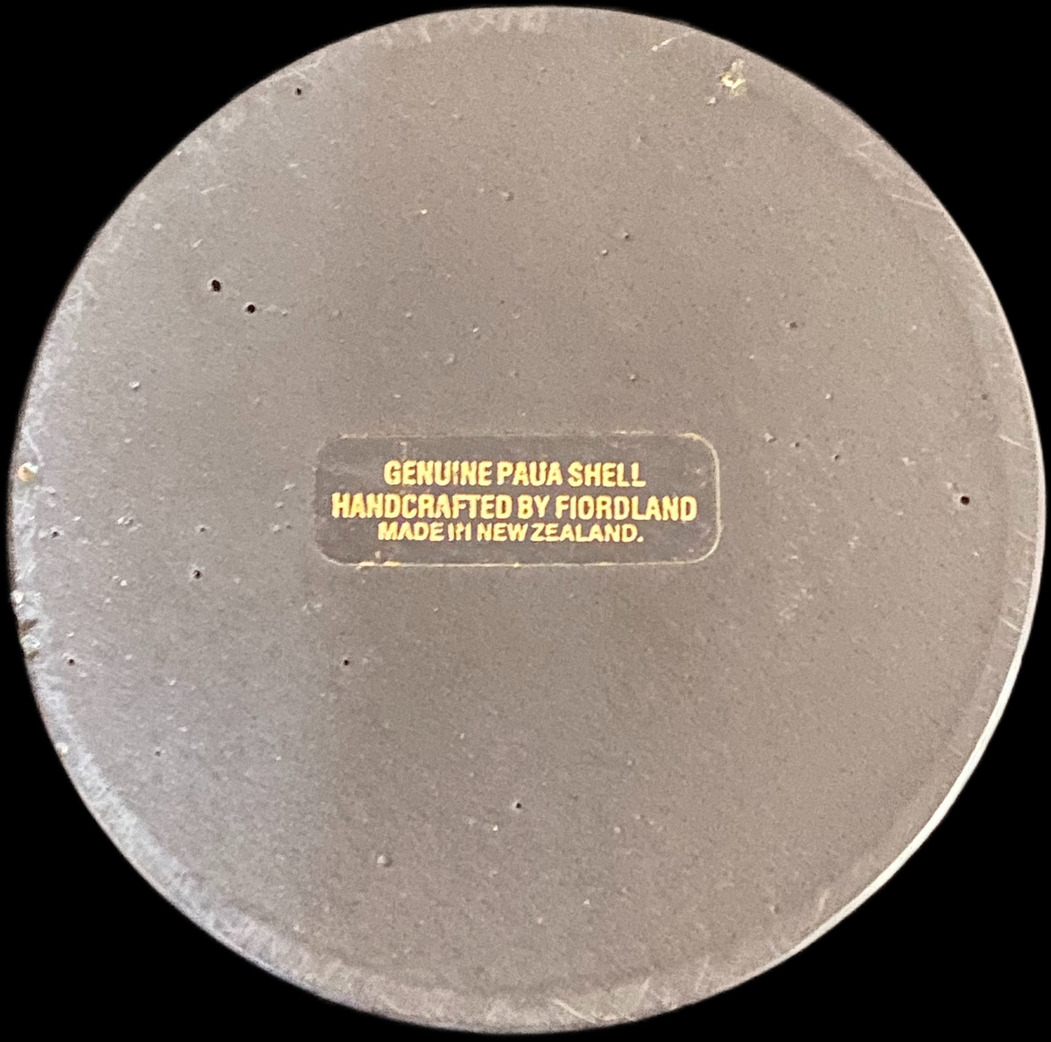 GENUINE PAUA SHELL
HANDCRAFTED BY FIORDLAND
MADE IN NEW ZEALAND.